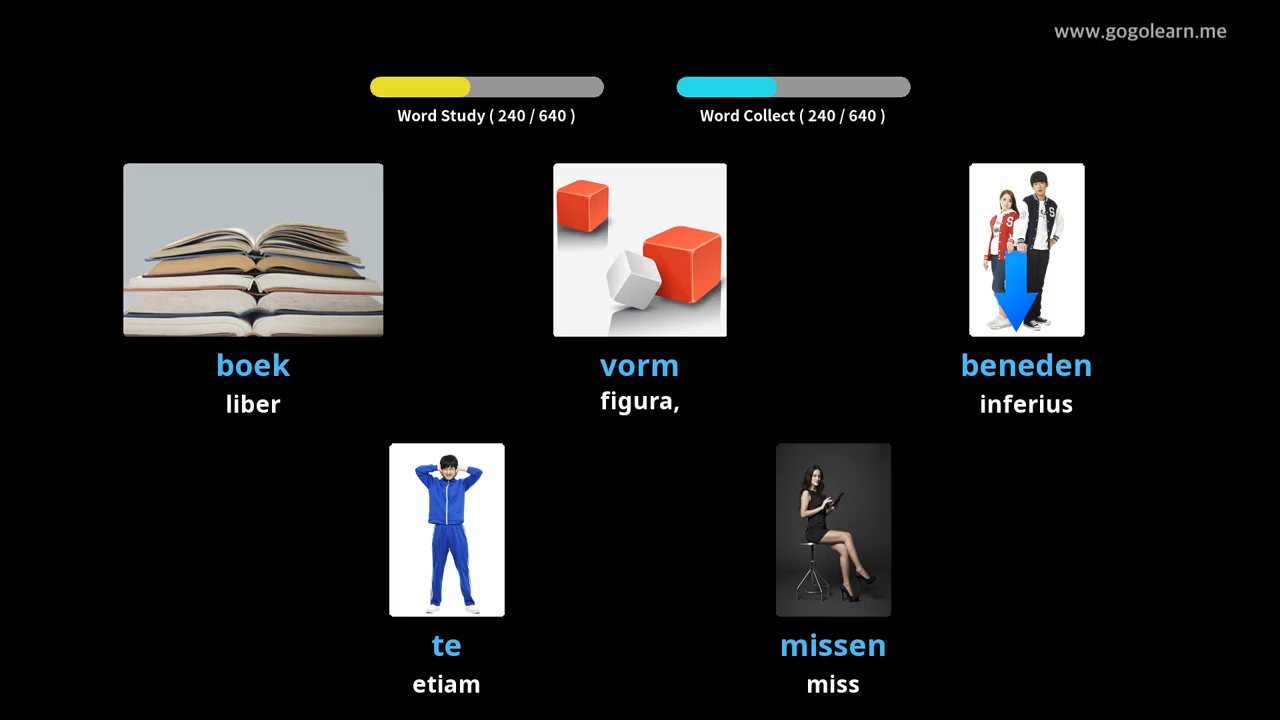 www.gogolearn.me
Word Study ( 240 / 640 )
Word Collect ( 240 / 640 )
boek
liber
vorm
figura,
beneden
inferius
te
etiam
missen
miss